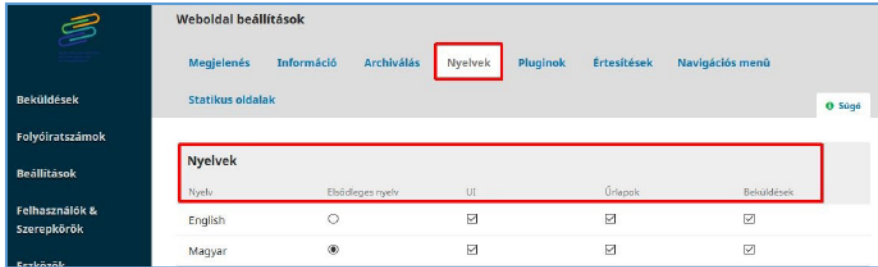 Weboldal beállítások
Megjelenés Információ Archiválás Nyelvek Pluginok Értesítések Navigációs menü
Statikus oldalak
Súgó
Beküldések
Folyóiratszámok
Beállítások
Felhasználók &
Szerepkörök
Eszközök
Nyelvek
Nyelv Elsődleges nyelv UI Űrlapok Beküldések
English
Magyar